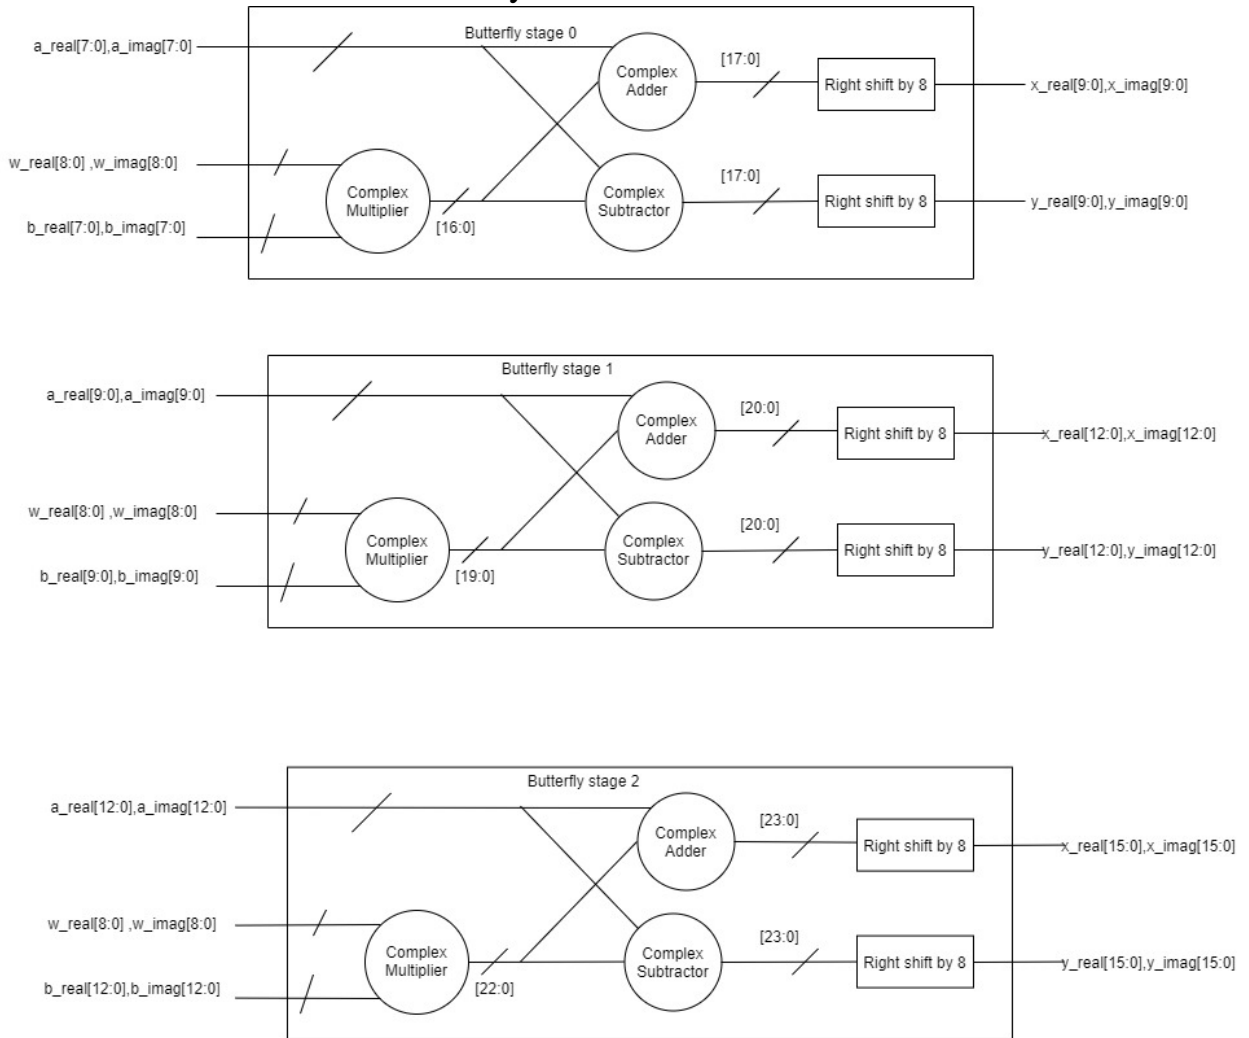 Butterfly stage 0
a_real[7:0],a_imag[7:0]
Complex
Adder
[17:0]
Right shift by 8
x_real[9:0],x_imag[9:0]
w_real[8:0] ,w_imag[8:0]
Complex
Multiplier
[16:0]
Complex
Subtractor
[17:0]
Right shift by 8
y_real[9:0],y_imag[9:0]
b_real[7:0],b_imag[7:0]
Butterfly stage 1
a_real[9:0],a_imag[9:0]
Complex
Adder
[20:0]
Right shift by 8
x_real[12:0],x_imag[12:0]
w_real[8:0] ,w_imag[8:0]
Complex
Multiplier
[19:0]
Complex
Subtractor
[20:0]
Right shift by 8
y_real[12:0],y_imag[12:0]
b_real[9:0],b_imag[9:0]
Butterfly stage 2
a_real[12:0],a_imag[12:0]
Complex
Adder
[23:0]
Right shift by 8
x_real[15:0],x_imag[15:0]
w_real[8:0] ,w_imag[8:0]
Complex
Multiplier
[22:0]
Complex
Subtractor
[23:0]
Right shift by 8
y_real[15:0],y_imag[15:0]
b_real[12:0],b_imag[12:0]